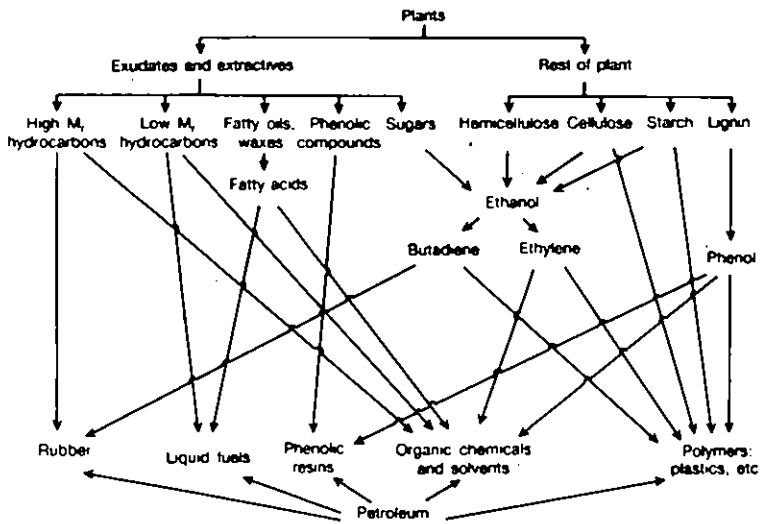 Plants
Exudates and extractives
Rest of plant
High Mr
hydrocarbons
Low Mr
hydrocarbons
Fatty oils,
waxes
Phenolic
compounds
Sugars
Hemicellulose
Cellulose
Starch
Lignin
Fatty acids
Ethanol
Butadiene
Ethylene
Phenol
Rubber
Liquid fuels
Phenolic
resins
Organic chemicals
and solvents
Polymers:
plastics, etc
Petroleum